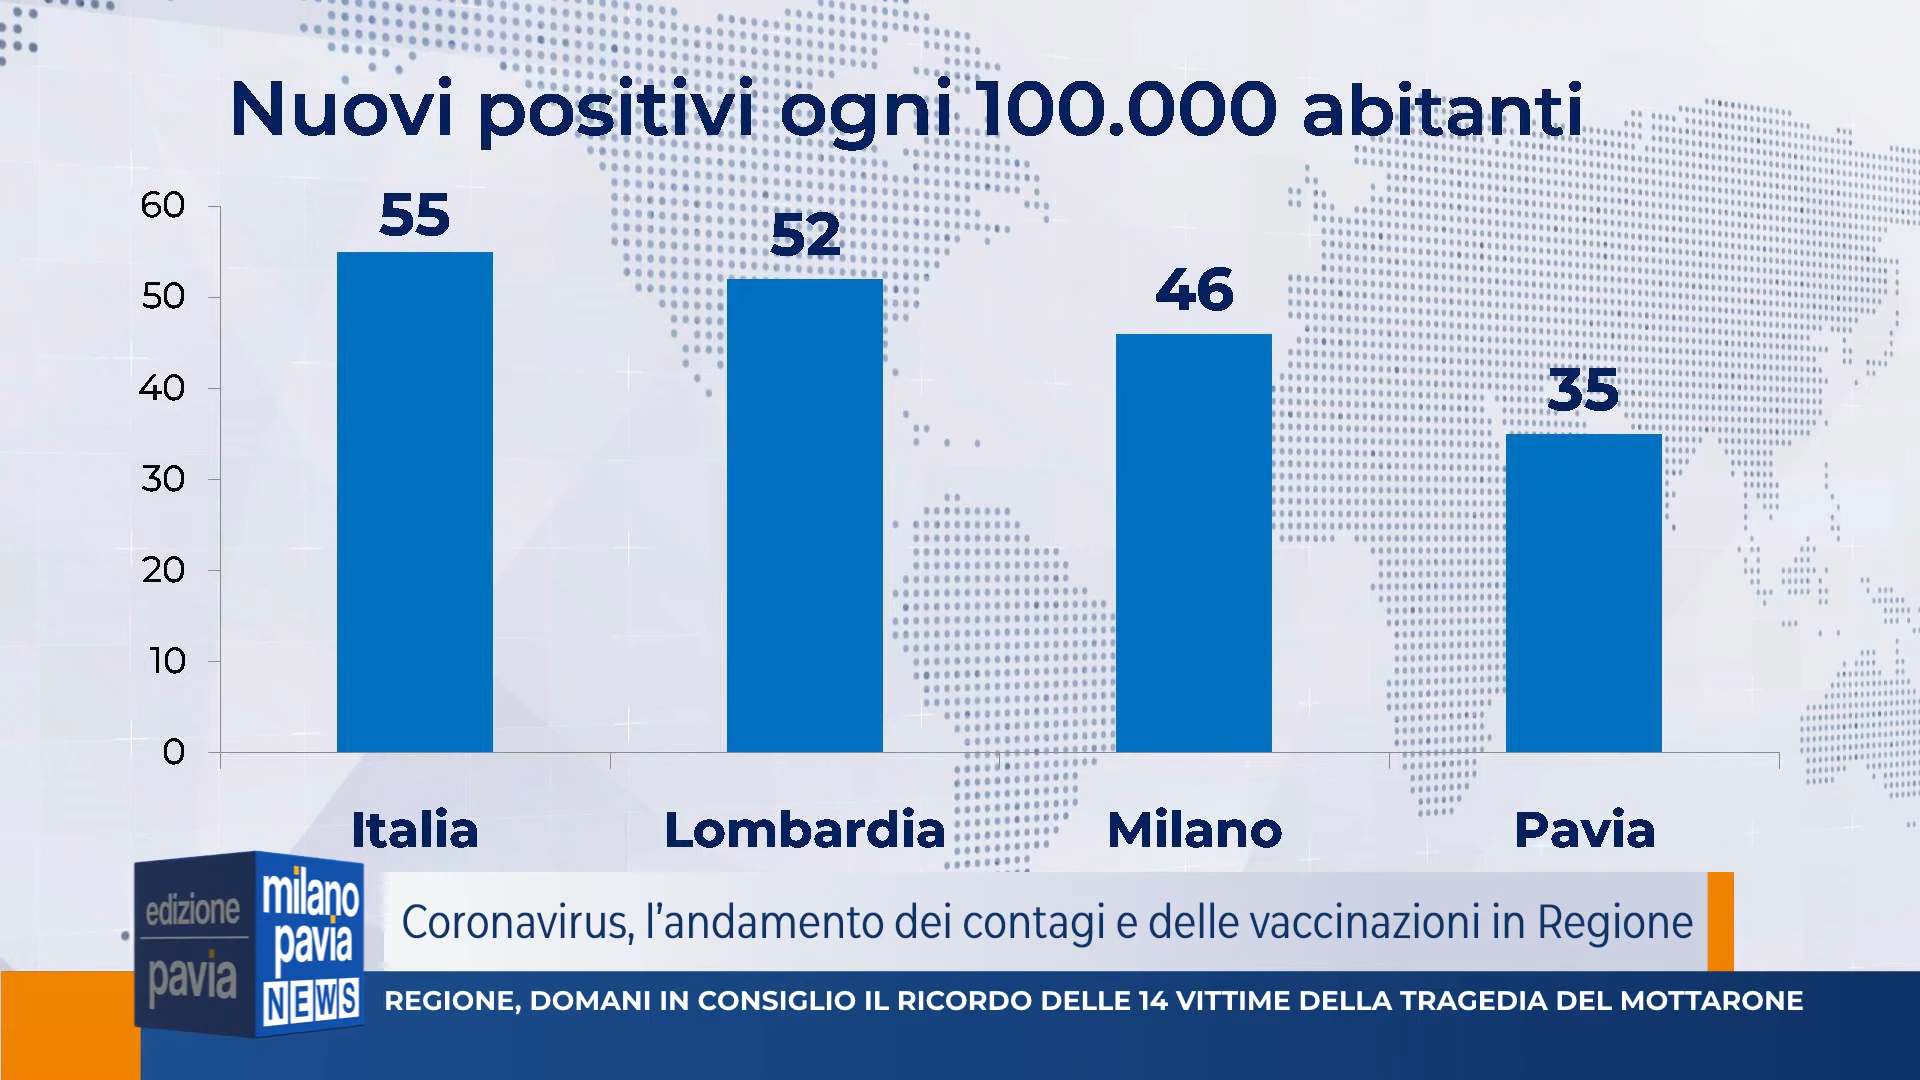 Nuovi positivi ogni 100.000 abitanti
60
50
40
30
20
10
0
55
52
46
35
Italia
Lombardia
Milano
Pavia
edizione
pavia
milano
pavia
NEWS
Coronavirus, l'andamento dei contagi e delle vaccinazioni in Regione
REGIONE, DOMANI IN CONSIGLIO IL RICORDO DELLE 14 VITTIME DELLA TRAGEDIA DEL MOTTARONE